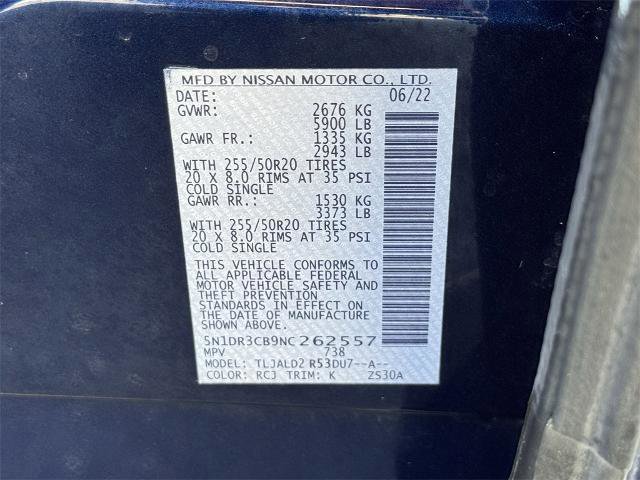 MFD BY NISSAN MOTOR CO., LTD.
DATE: 06/22
GVWR: 2676 KG
5900 LB
GAWR FR.: 1335 KG
2943 LB
WITH 255/50R20 TIRES
20 X 8.0 RIMS AT 35 PSI
COLD SINGLE
GAWR RR.: 1530 KG
3373 LB
WITH 255/50R20 TIRES
20 X 8.0 RIMS AT 35 PSI
COLD SINGLE
THIS VEHICLE CONFORMS TO
ALL APPLICABLE FEDERAL
MOTOR VEHICLE SAFETY AND
THEFT PREVENTION
STANDARDS IN EFFECT ON
THE DATE OF MANUFACTURE
SHOWN ABOVE.
5N1DR3CB9NC262557
MPV 738
MODEL: TLJALD2 R53DU7--A--
COLOR: RCJ TRIM: K ZS30A